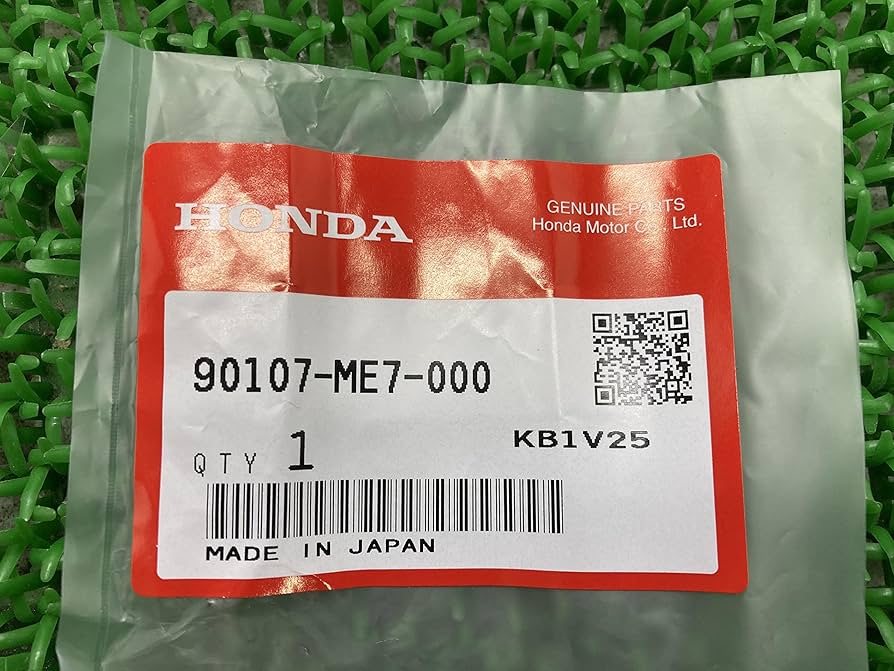 HONDA
GENUINE PARTS
Honda Motor Co., Ltd.
90107-ME7-000
KB1V25
QTY 1
MADE IN JAPAN